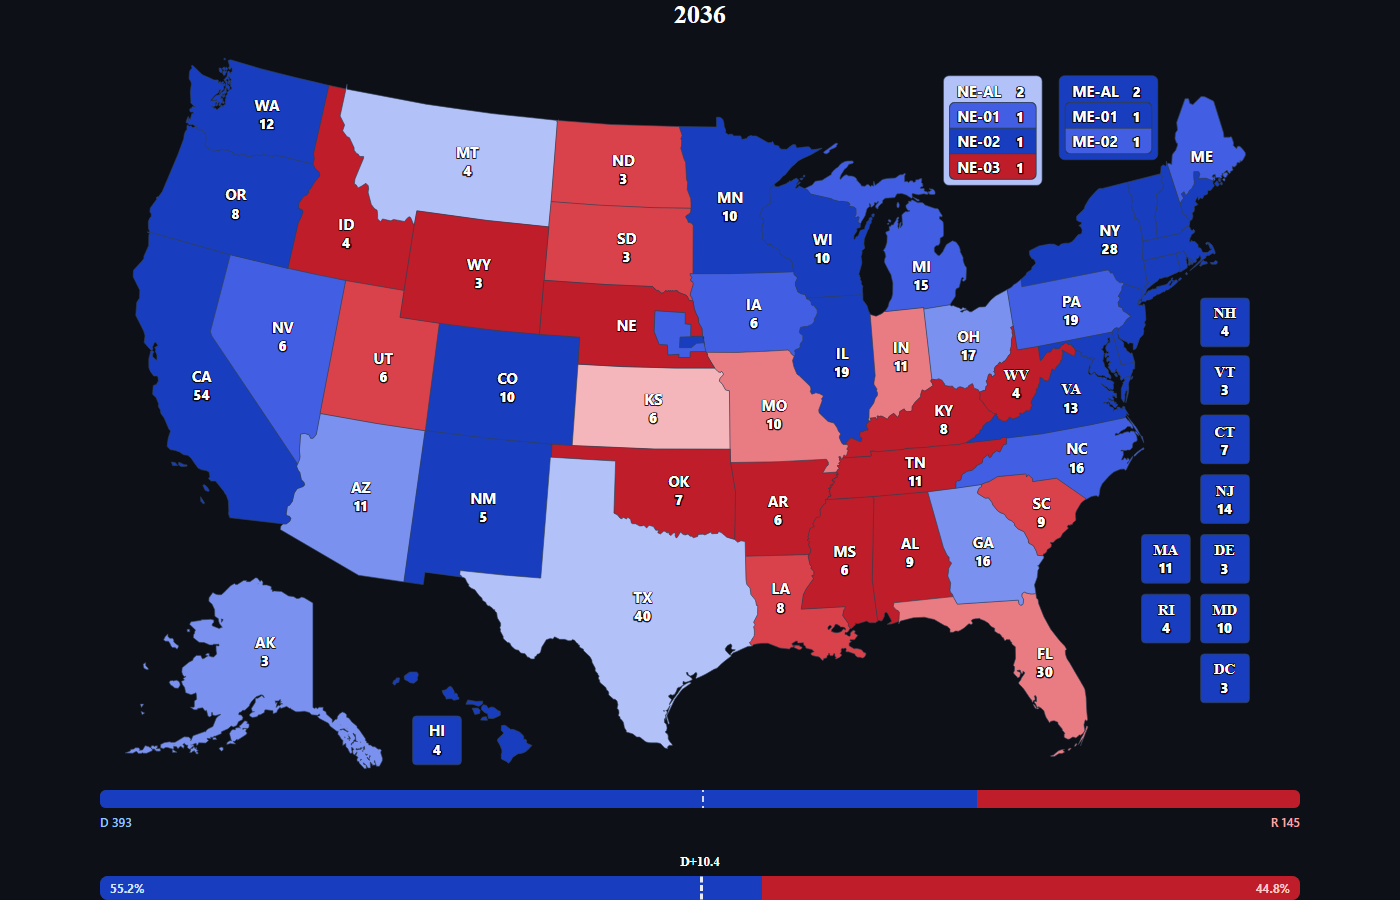 2036
NE-AL 2
NE-01 1
NE-02 1
NE-03 1
ME-AL 2
ME-01 1
ME-02 1
WA
12
MT
4
ND
3
ME
OR
8
ID
4
MN
10
SD
3
WI
10
NY
28
WY
3
MI
15
NV
6
NE
IA
6
PA
19
NH
4
UT
6
CA
54
CO
10
IL
19
IN
11
OH
17
WV
4
VA
13
VT
3
KS
6
MO
10
KY
8
CT
7
AZ
11
NM
5
OK
7
TN
11
NC
16
AR
6
SC
9
NJ
14
MS
6
AL
9
GA
16
MA
11
DE
3
TX
40
LA
8
RI
4
MD
10
AK
3
FL
30
DC
3
HI
4
D 393
R 145
D+10.4
55.2%
44.8%